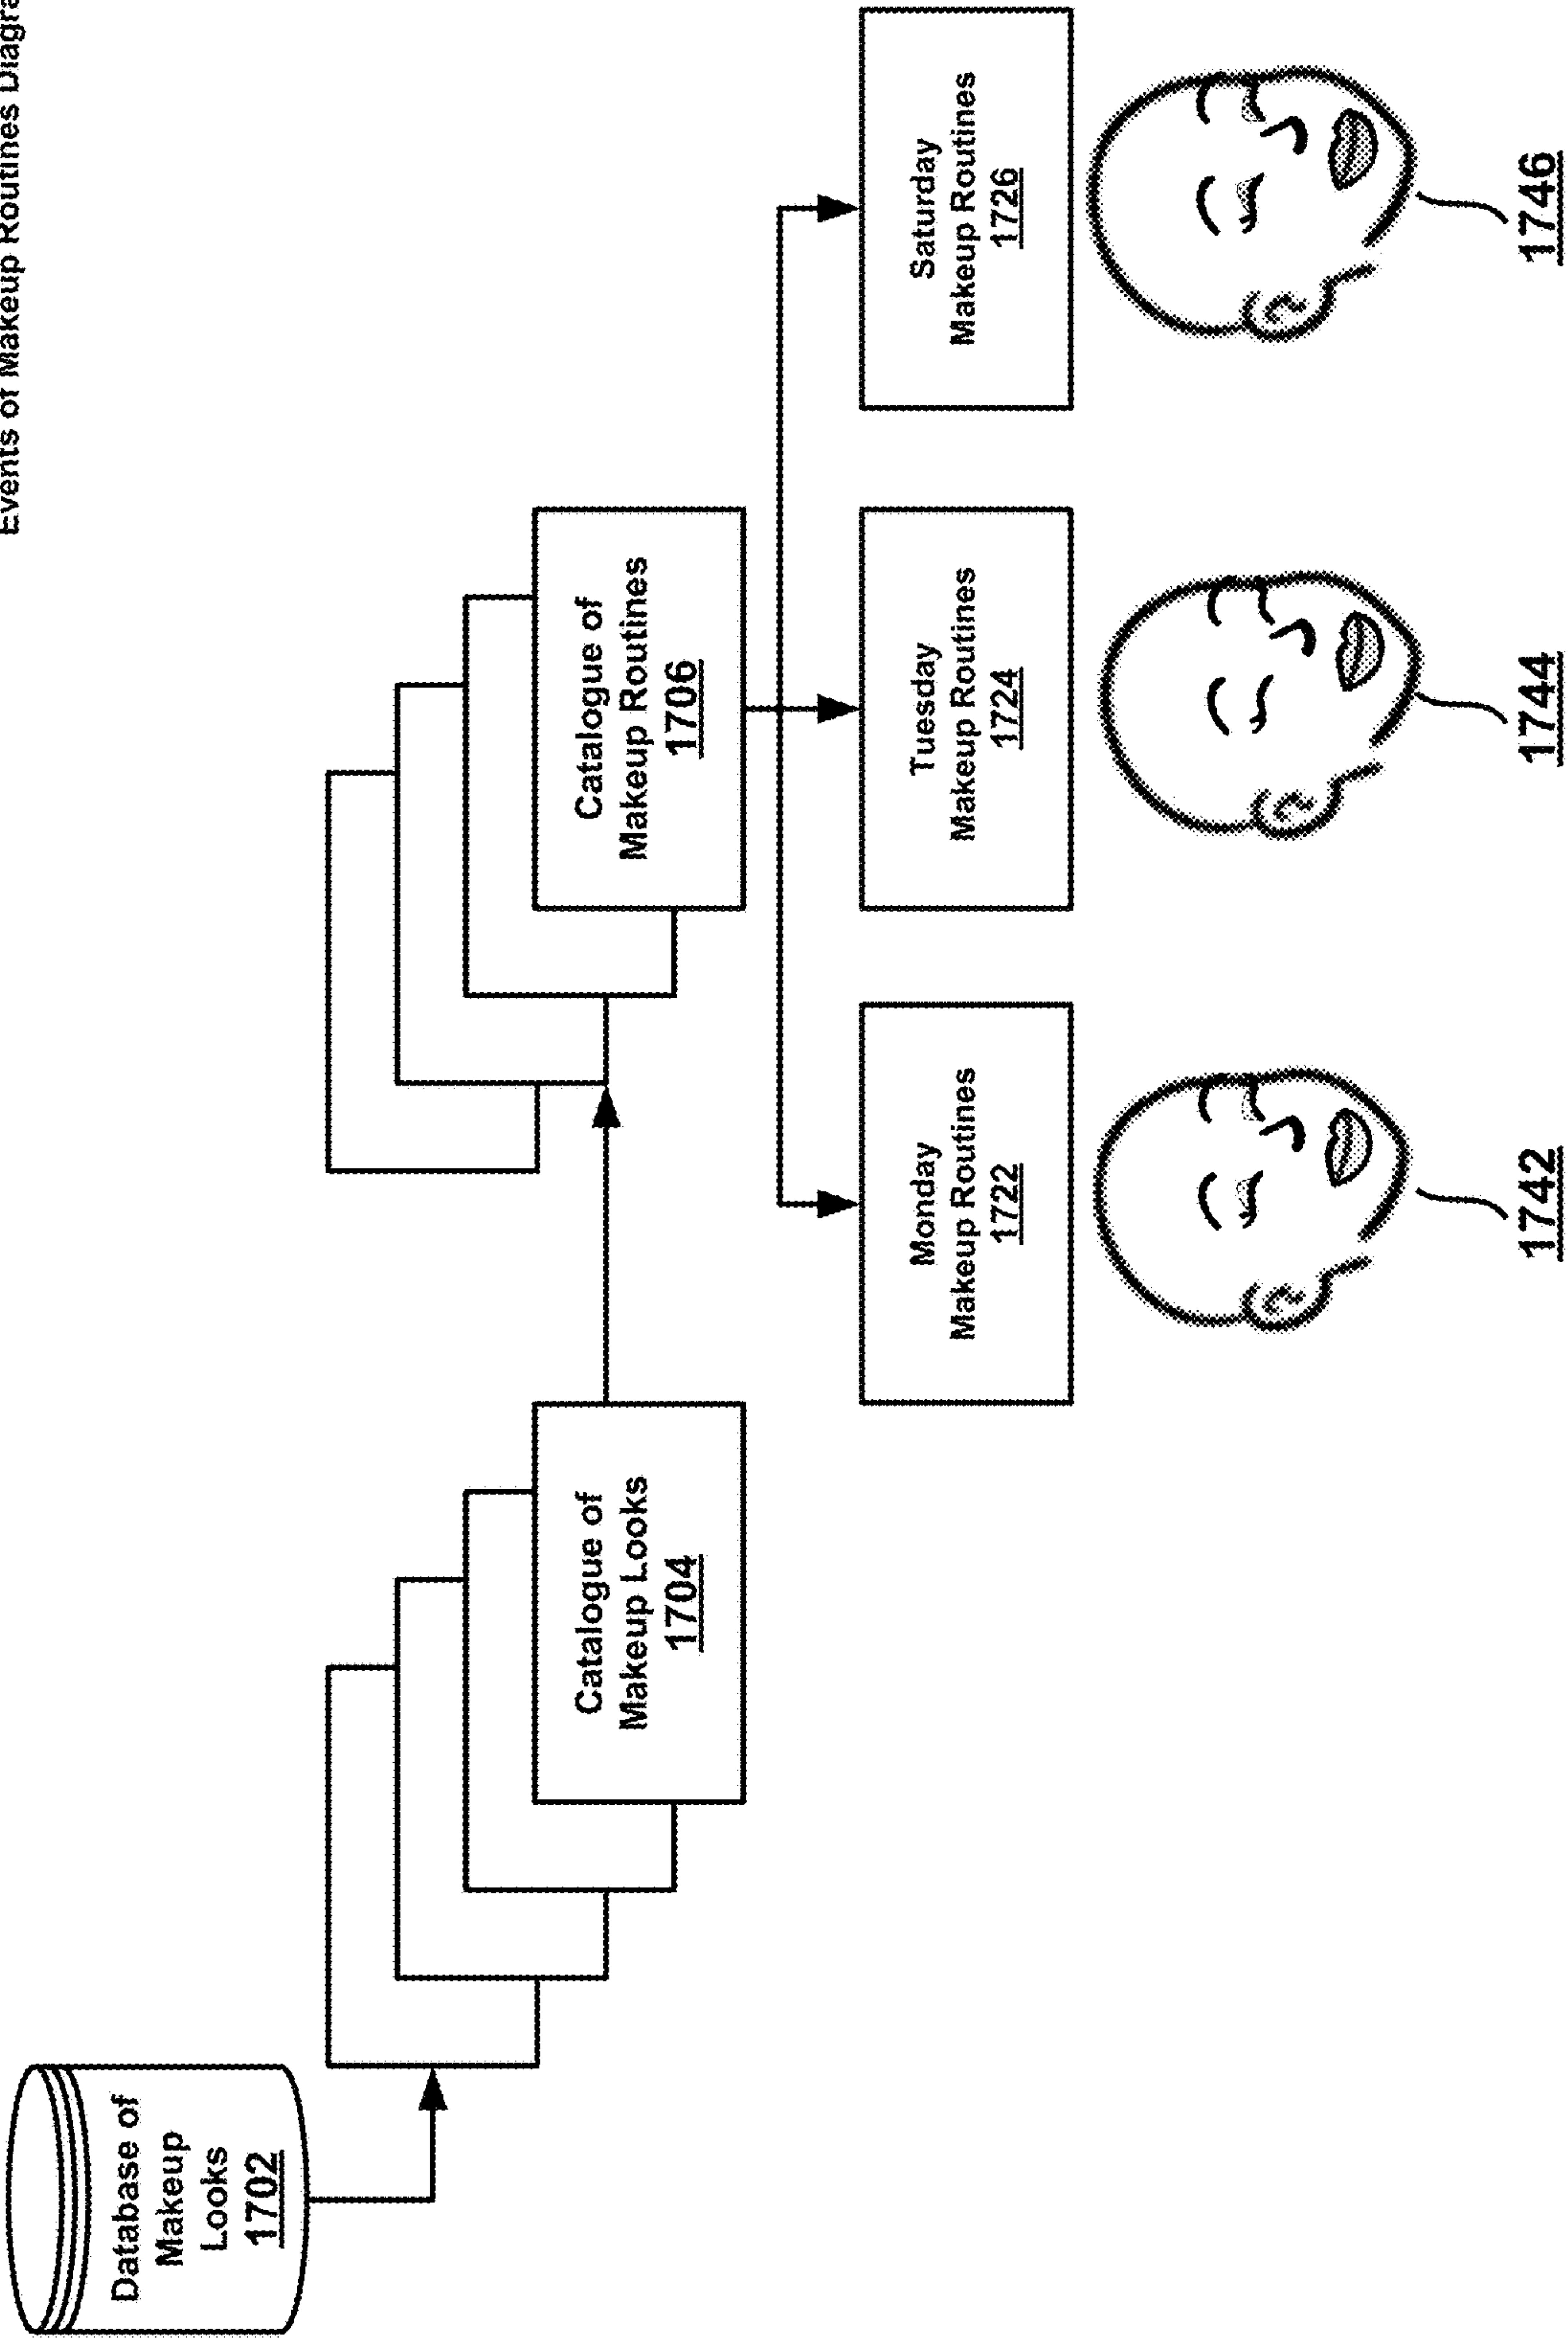 Events of Makeup Routines
Database of
Makeup
Looks
1702
Catalogue of
Makeup Looks
1704
Catalogue of
Makeup Routines
1706
Monday
Makeup Routines
1722
Tuesday
Makeup Routines
1724
Saturday
Makeup Routines
1726
1742
1744
1746